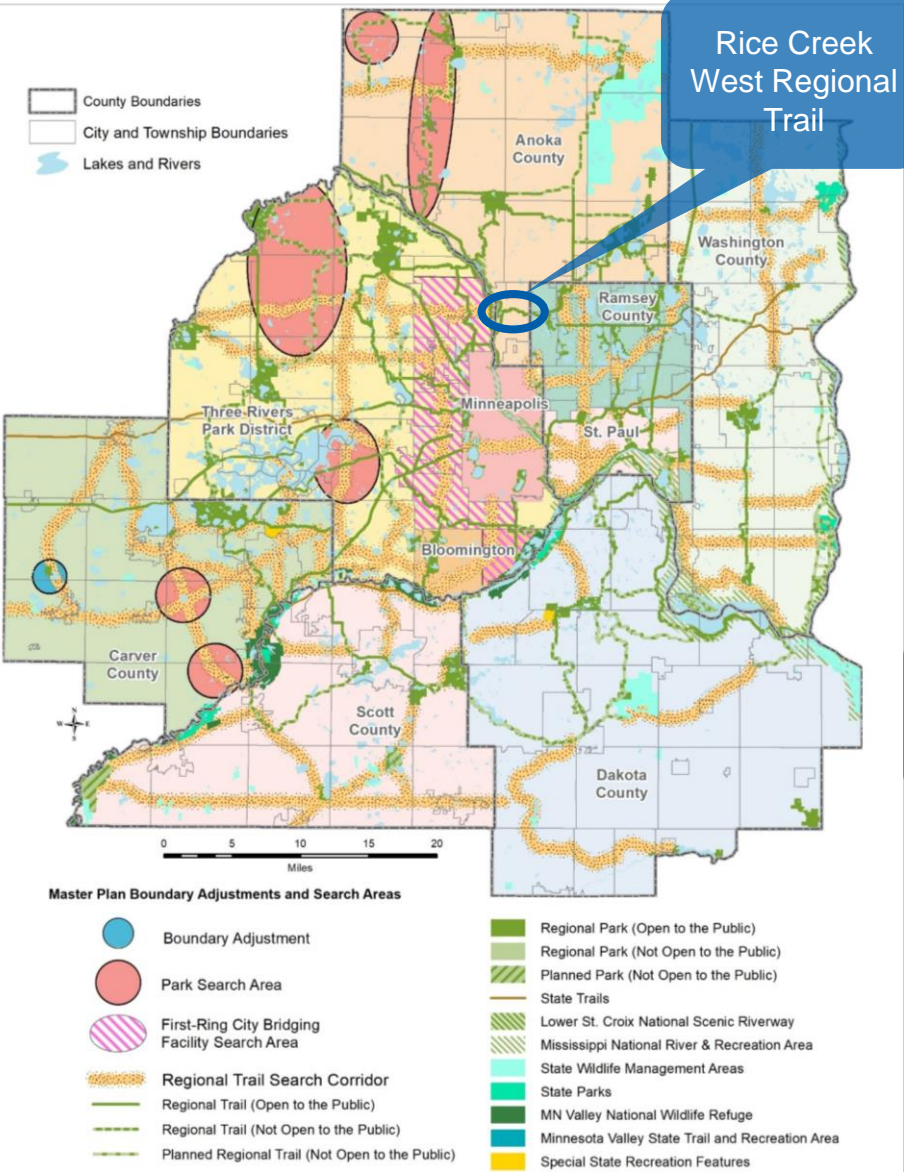 Rice Creek
West Regional
Trail
County Boundaries
City and Township Boundaries
Lakes and Rivers
Anoka
County
Washington
County
Ramsey
County
Minneapolis
Three Rivers
Park District
St. Paul
Bloomington
Carver
County
N
W E
S
Scott
County
Dakota
County
0 5 10 15 20
Miles
Master Plan Boundary Adjustments and Search Areas
Boundary Adjustment
Park Search Area
First-Ring City Bridging
Facility Search Area
Regional Trail Search Corridor
Regional Trail (Open to the Public)
Regional Trail (Not Open to the Public)
Planned Regional Trail (Not Open to the Public)
Regional Park (Open to the Public)
Regional Park (Not Open to the Public)
Planned Park (Not Open to the Public)
State Trails
Lower St. Croix National Scenic Riverway
Mississippi National River & Recreation Area
State Wildlife Management Areas
State Parks
MN Valley National Wildlife Refuge
Minnesota Valley State Trail and Recreation Area
Special State Recreation Features